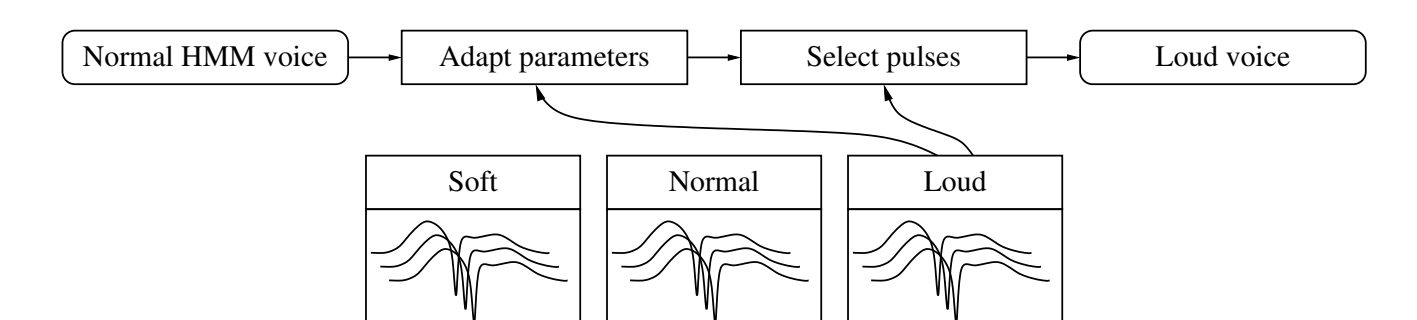 Normal HMM voice
Adapt parameters
Select pulses
Loud voice
Soft
Normal
Loud